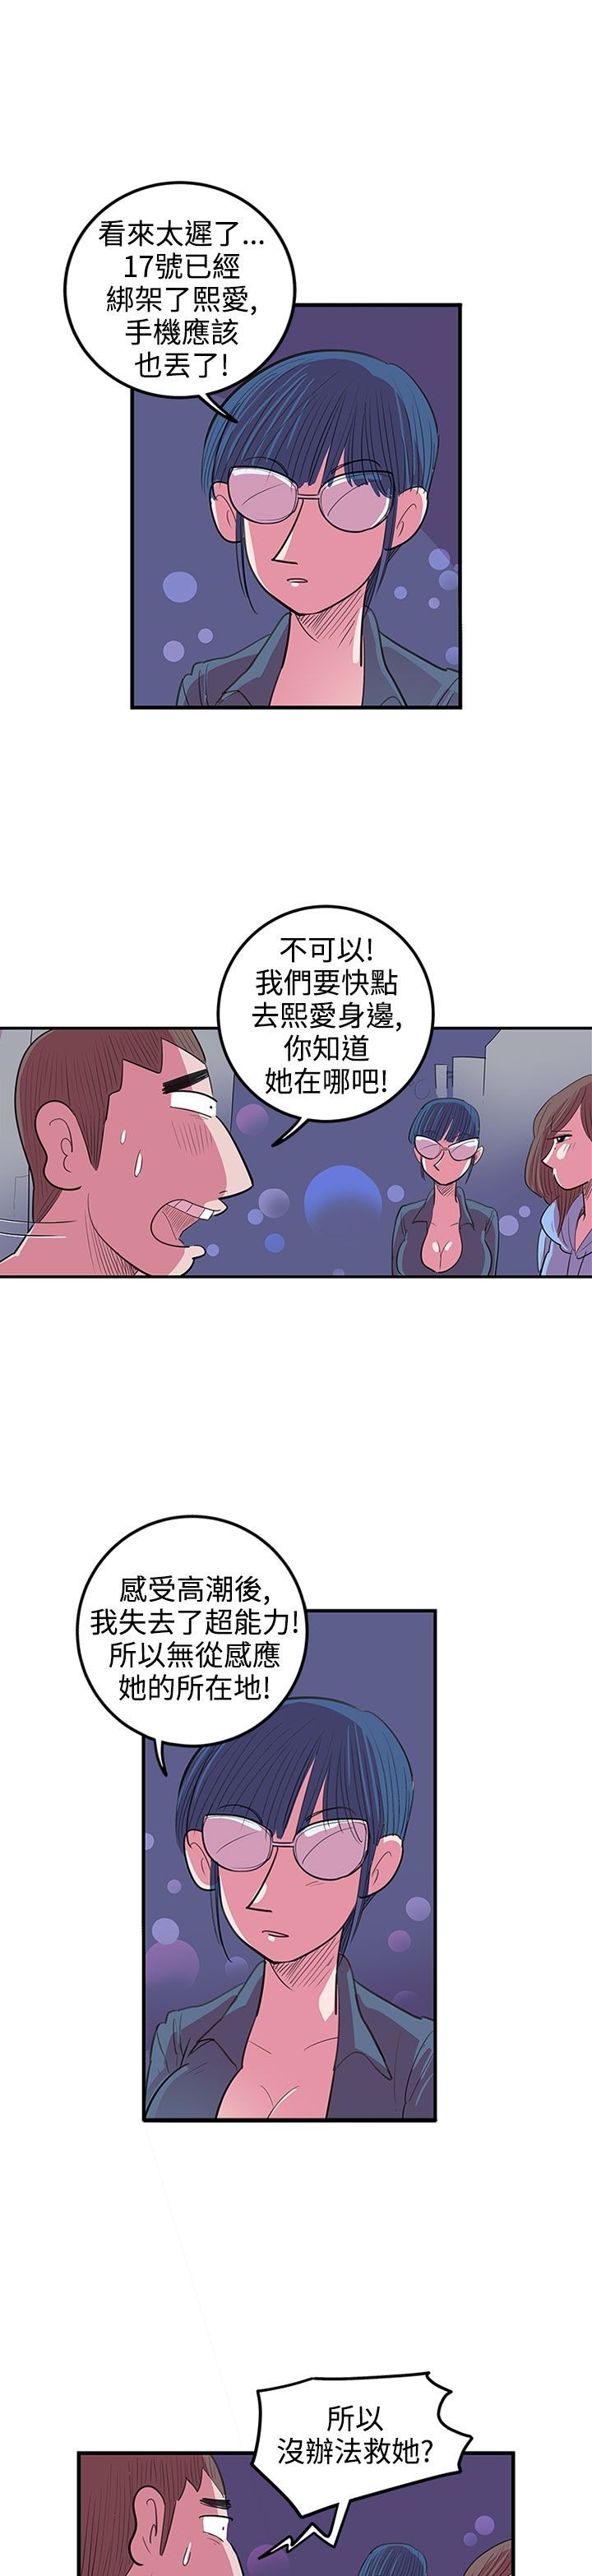 看來太遲了...
17號已經
綁架了熙愛,
手機應該
也丟了!
不可以!
我們要快點
去熙愛身邊,
你知道
她在哪吧!
感受高潮後,
我失去了超能力!
所以無從感應
她的所在地!
所以
沒辦法救她?